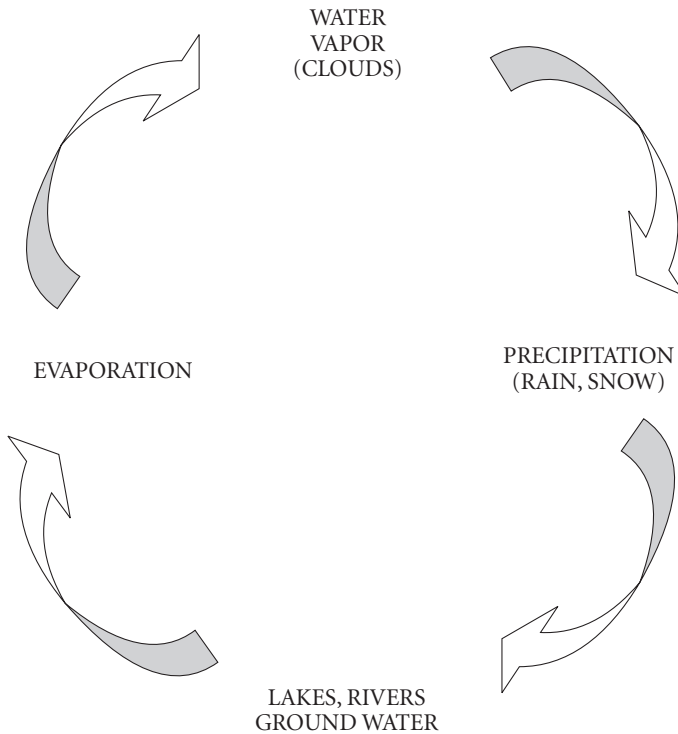 WATER
VAPOR
(CLOUDS)
PRECIPITATION
(RAIN, SNOW)
EVAPORATION
LAKES, RIVERS
GROUND WATER